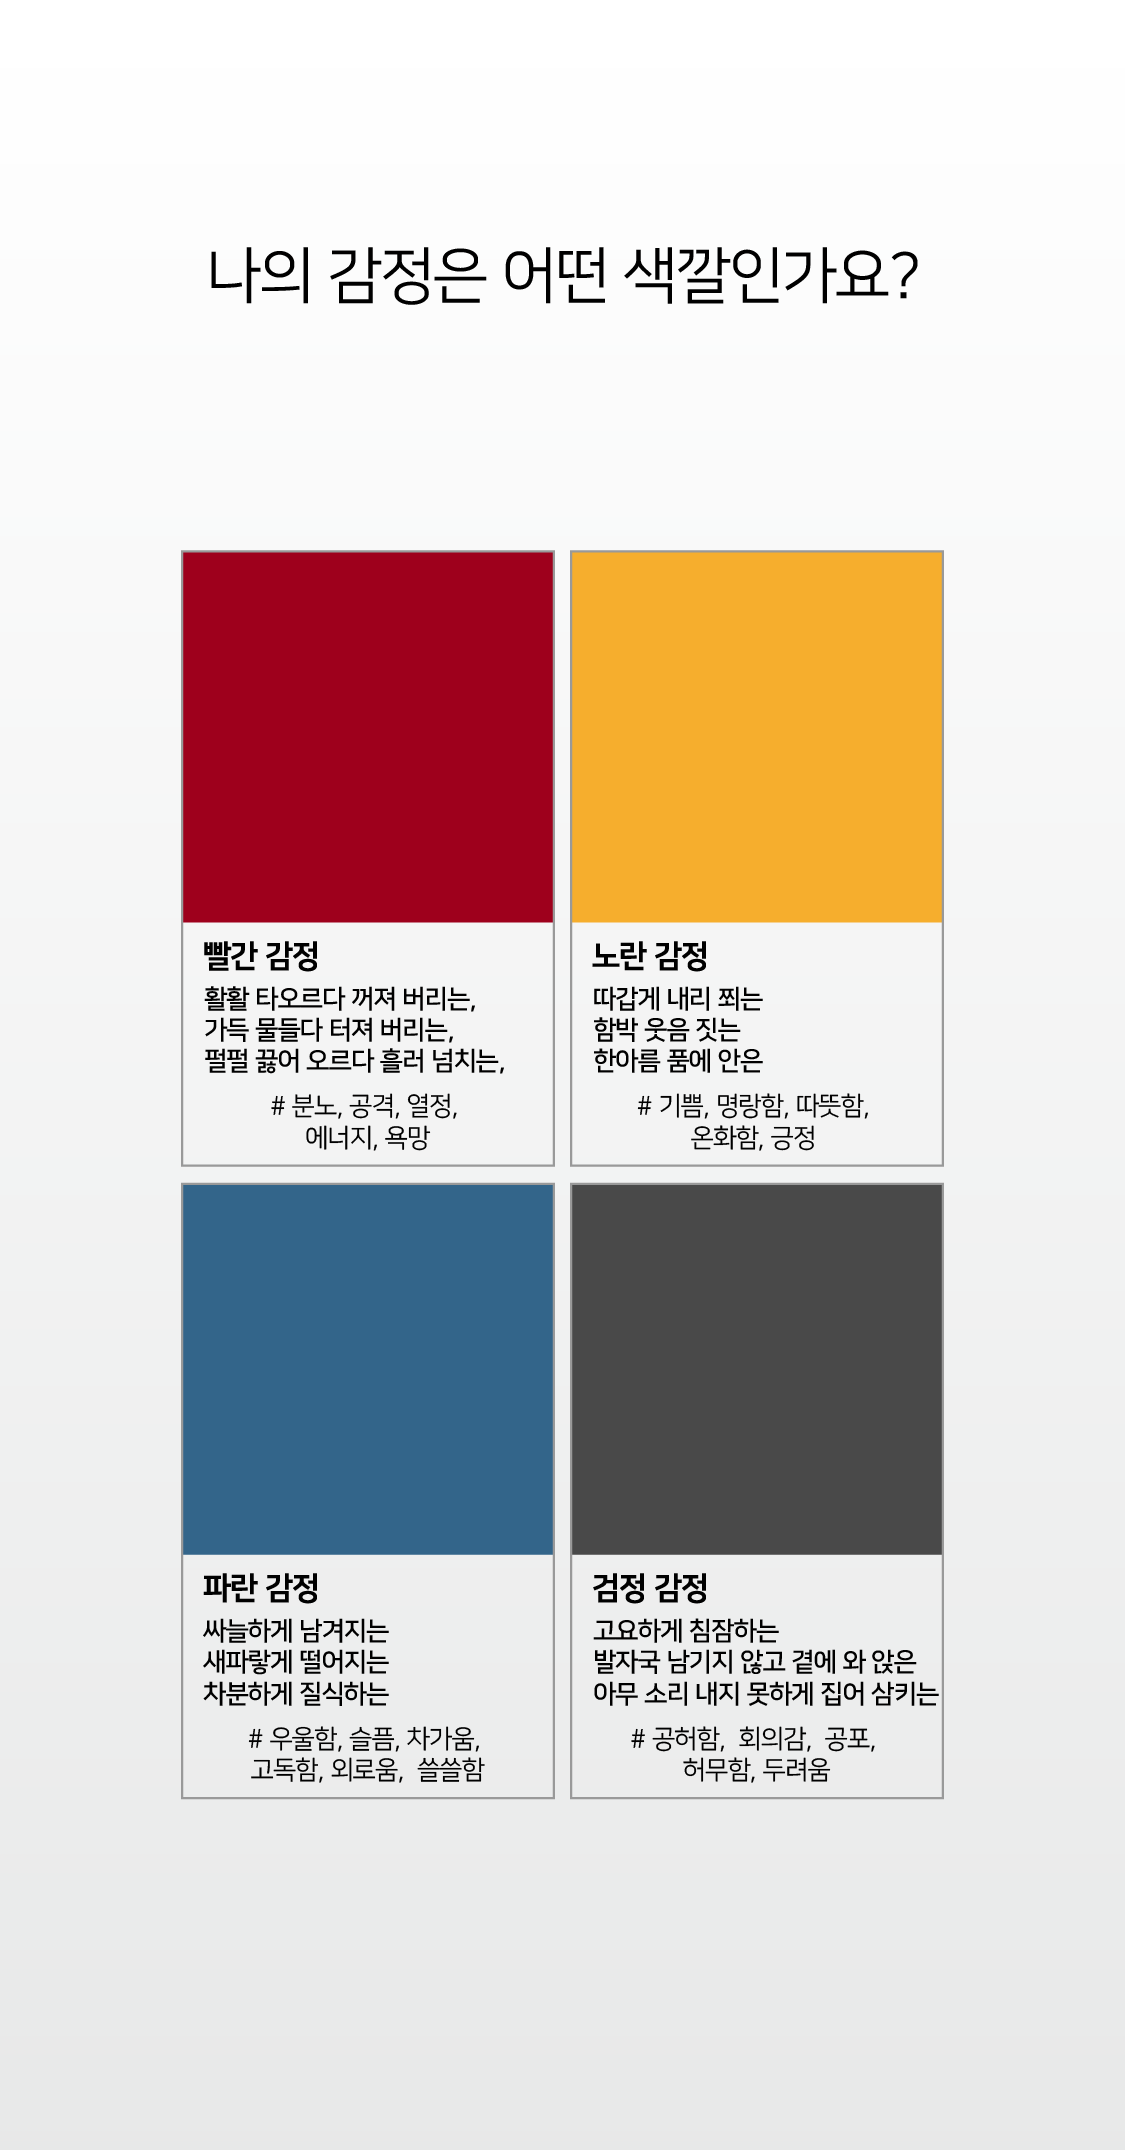 나의 감정은 어떤 색깔인가요?
빨간 감정
활활 타오르다 꺼져 버리는,
가득 물들다 터져 버리는,
펄펄 끓어 오르다 흘러 넘치는,
# 분노, 공격, 열정,
에너지, 욕망
노란 감정
따갑게 내리 쬐는
함박 웃음 짓는
한아름 품에 안은
# 기쁨, 명랑함, 따뜻함,
온화함, 긍정
파란 감정
싸늘하게 남겨지는
새파랗게 떨어지는
차분하게 질식하는
# 우울함, 슬픔, 차가움,
고독함, 외로움, 쓸쓸함
검정 감정
고요하게 침잠하는
발자국 남기지 않고 곁에 와 앉은
아무 소리 내지 못하게 집어 삼키는
# 공허함, 회의감, 공포,
허무함, 두려움